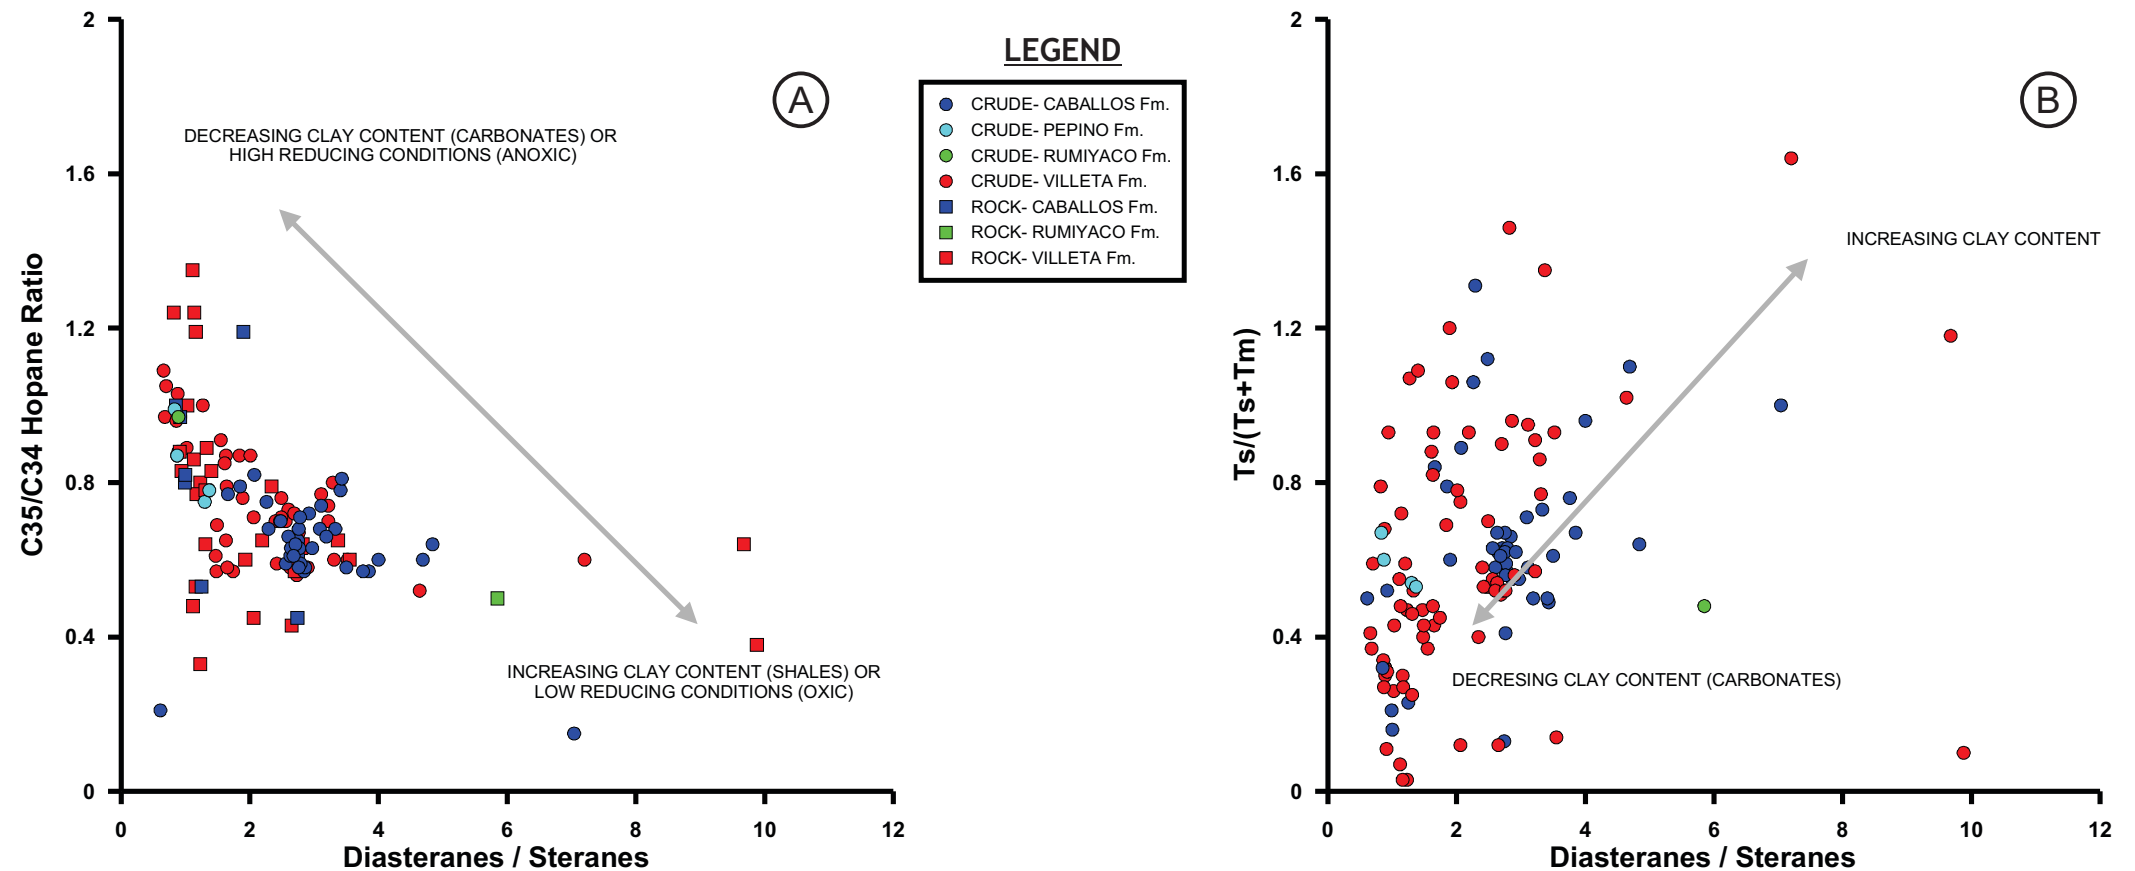 2
1.6
1.2
0.8
0.4
0
0
2
4
6
8
10
12
C35/C34 Hopane Ratio
Diasteranes / Steranes
A
DECREASING CLAY CONTENT (CARBONATES) OR
HIGH REDUCING CONDITIONS (ANOXIC)
INCREASING CLAY CONTENT (SHALES) OR
LOW REDUCING CONDITIONS (OXIC)
LEGEND
CRUDE- CABALLOS Fm.
CRUDE- PEPINO Fm.
CRUDE- RUMIYACO Fm.
CRUDE- VILLETA Fm.
ROCK- CABALLOS Fm.
ROCK- RUMIYACO Fm.
ROCK- VILLETA Fm.
2
1.6
1.2
0.8
0.4
0
0
2
4
6
8
10
12
Ts/(Ts+Tm)
Diasteranes / Steranes
B
INCREASING CLAY CONTENT
DECRESING CLAY CONTENT (CARBONATES)